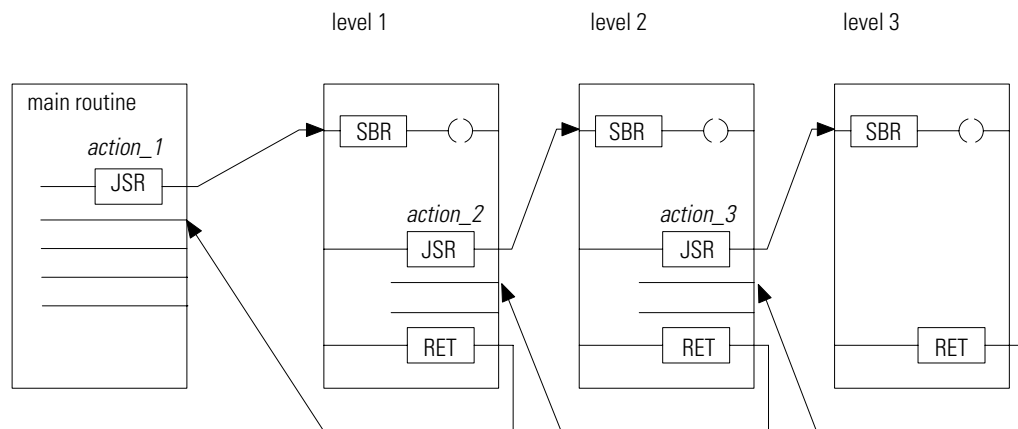 level 1
level 2
level 3
main routine
action_1
JSR
SBR
SBR
SBR
action_2
JSR
action_3
JSR
RET
RET
RET